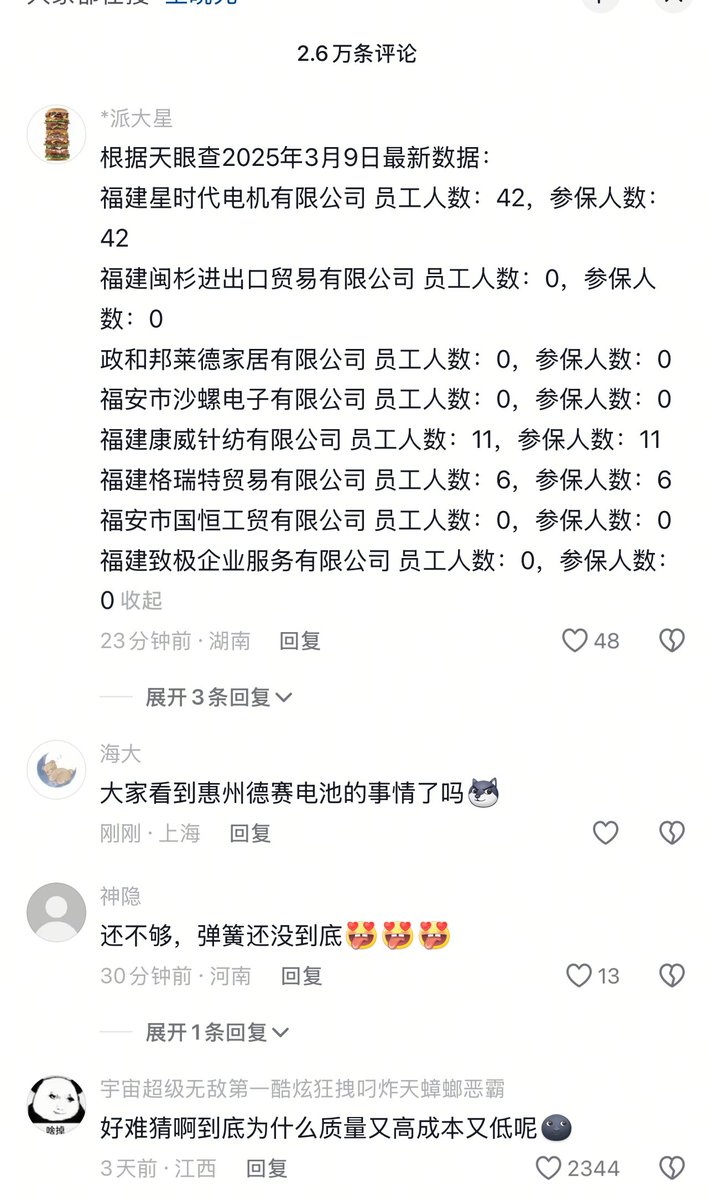 大家都在搜
2.6万条评论
*派大星
根据天眼查2025年3月9日最新数据：
福建星时代电机有限公司 员工人数：42，参保人数：
42
福建闽杉进出口贸易有限公司 员工人数：0，参保人
数：0
政和邦莱德家居有限公司 员工人数：0，参保人数：0
福安市沙螺电子有限公司 员工人数：0，参保人数：0
福建康威针纺有限公司 员工人数：11，参保人数：11
福建格瑞特贸易有限公司 员工人数：6，参保人数：6
福安市国恒工贸有限公司 员工人数：0，参保人数：0
福建致极企业服务有限公司 员工人数：0，参保人数：
0 收起
23分钟前 · 湖南 回复 48
展开3条回复
海大
大家看到惠州德赛电池的事情了吗
刚刚 · 上海 回复
神隐
还不够，弹簧还没到底😍😍😍
30分钟前 · 河南 回复 13
展开1条回复
啥掉
宇宙超级无敌第一酷炫狂拽叼炸天蟑螂恶霸
好难猜啊到底为什么质量又高成本又低呢🌚
3天前 · 江西 回复 2344